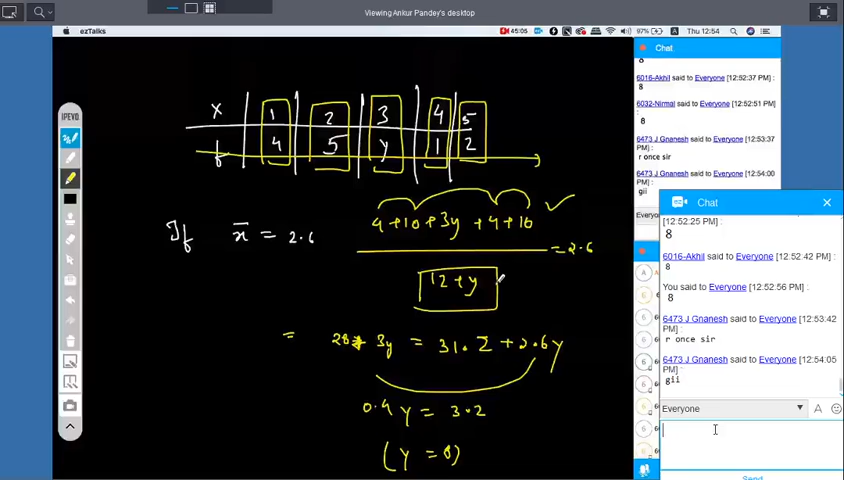 Viewing Ankur Pandey's desktop
ezTalks
45:05
97%
Thu 12:54
IPEVO
x 1 2 3 4 5
f 4 5 y 1 2
If x̄ = 2.6
4+10+3y +4+10
= 2.6
12+y
= 28+ 3y = 31.2 + 2.6y
0.4y = 3.2
(y = 8)
Chat
8
6016-Akhil said to Everyone [12:52:37 PM] :
8
6032-Nirmal said to Everyone [12:52:51 PM] :
8
6473 J Gnanesh said to Everyone [12:53:37 PM] :
r once sir
6473 J Gnanesh said to Everyone [12:54:00 PM] :
gii
Everyo
Chat
[12:52:25 PM] :
8
6016-Akhil said to Everyone [12:52:42 PM] :
8
You said to Everyone [12:52:56 PM] :
8
6473 J Gnanesh said to Everyone [12:53:42 PM] :
r once sir
6473 J Gnanesh said to Everyone [12:54:05 PM] :
gii
Everyone
A
Send